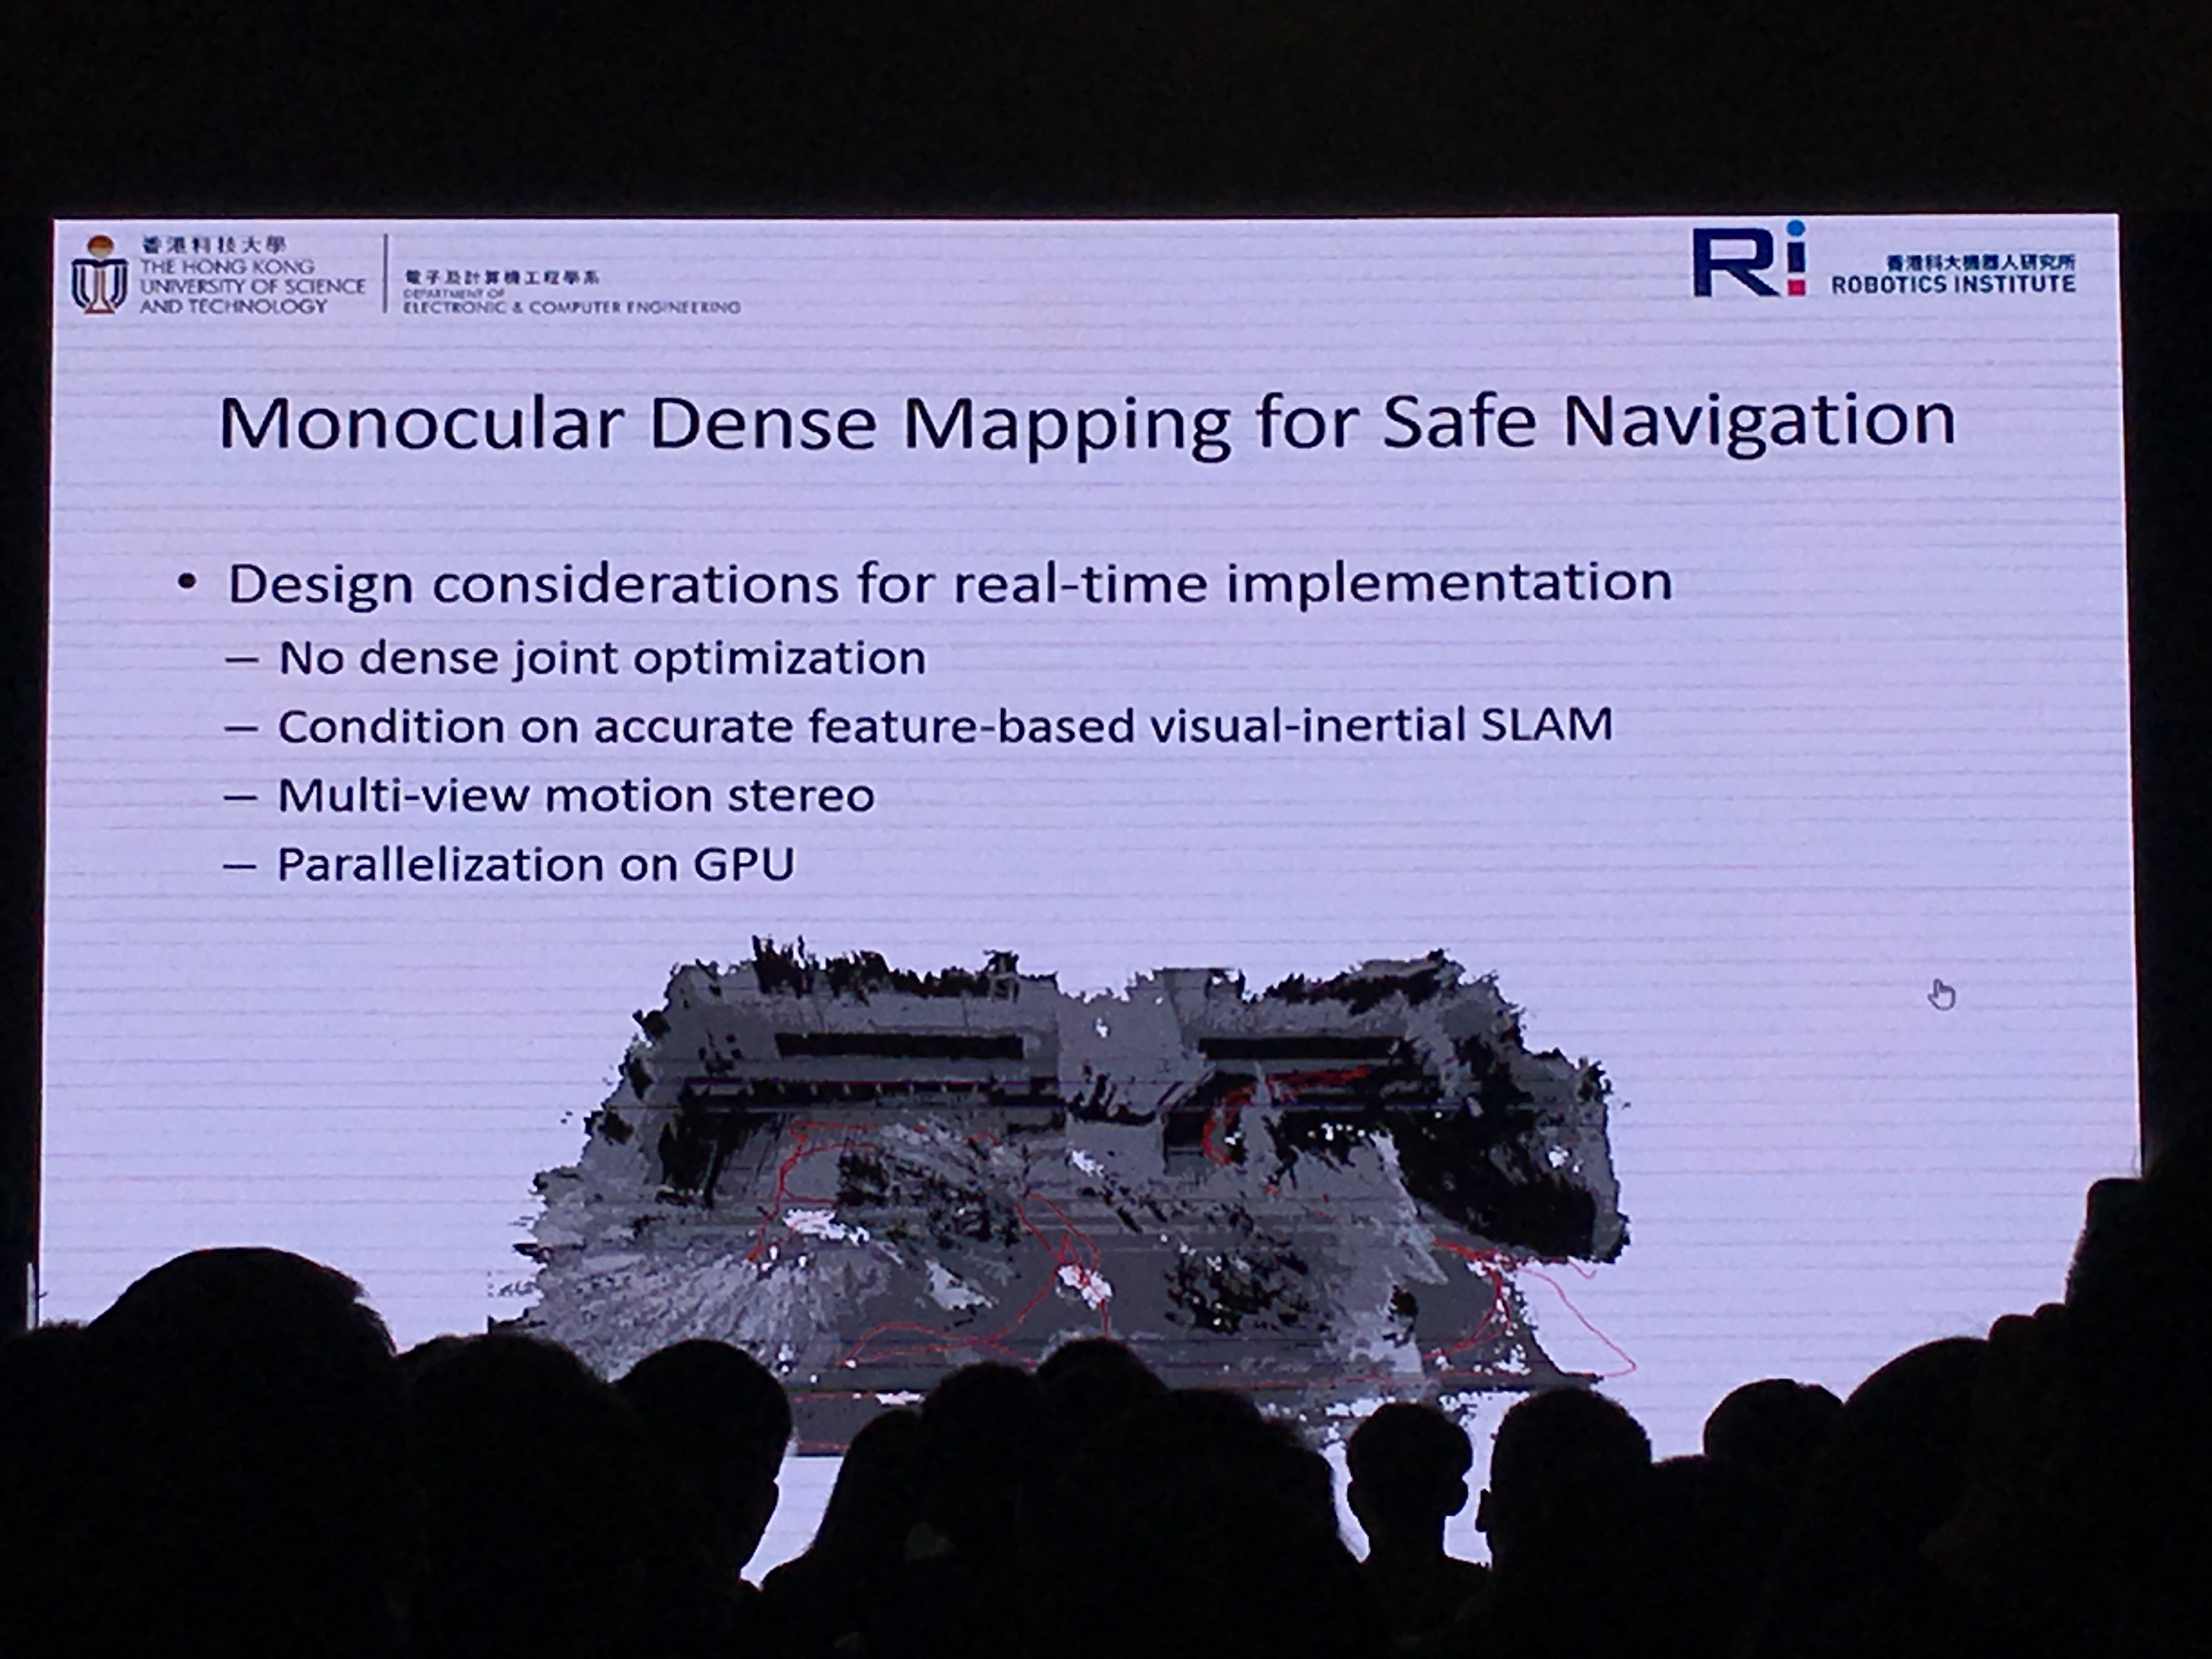 香港科技大學
THE HONG KONG
UNIVERSITY OF SCIENCE
AND TECHNOLOGY
電子及計算機工程學系
DEPARTMENT OF
ELECTRONIC & COMPUTER ENGINEERING
Ri
香港科大機器人研究所
ROBOTICS INSTITUTE
Monocular Dense Mapping for Safe Navigation
• Design considerations for real-time implementation
– No dense joint optimization
– Condition on accurate feature-based visual-inertial SLAM
– Multi-view motion stereo
– Parallelization on GPU